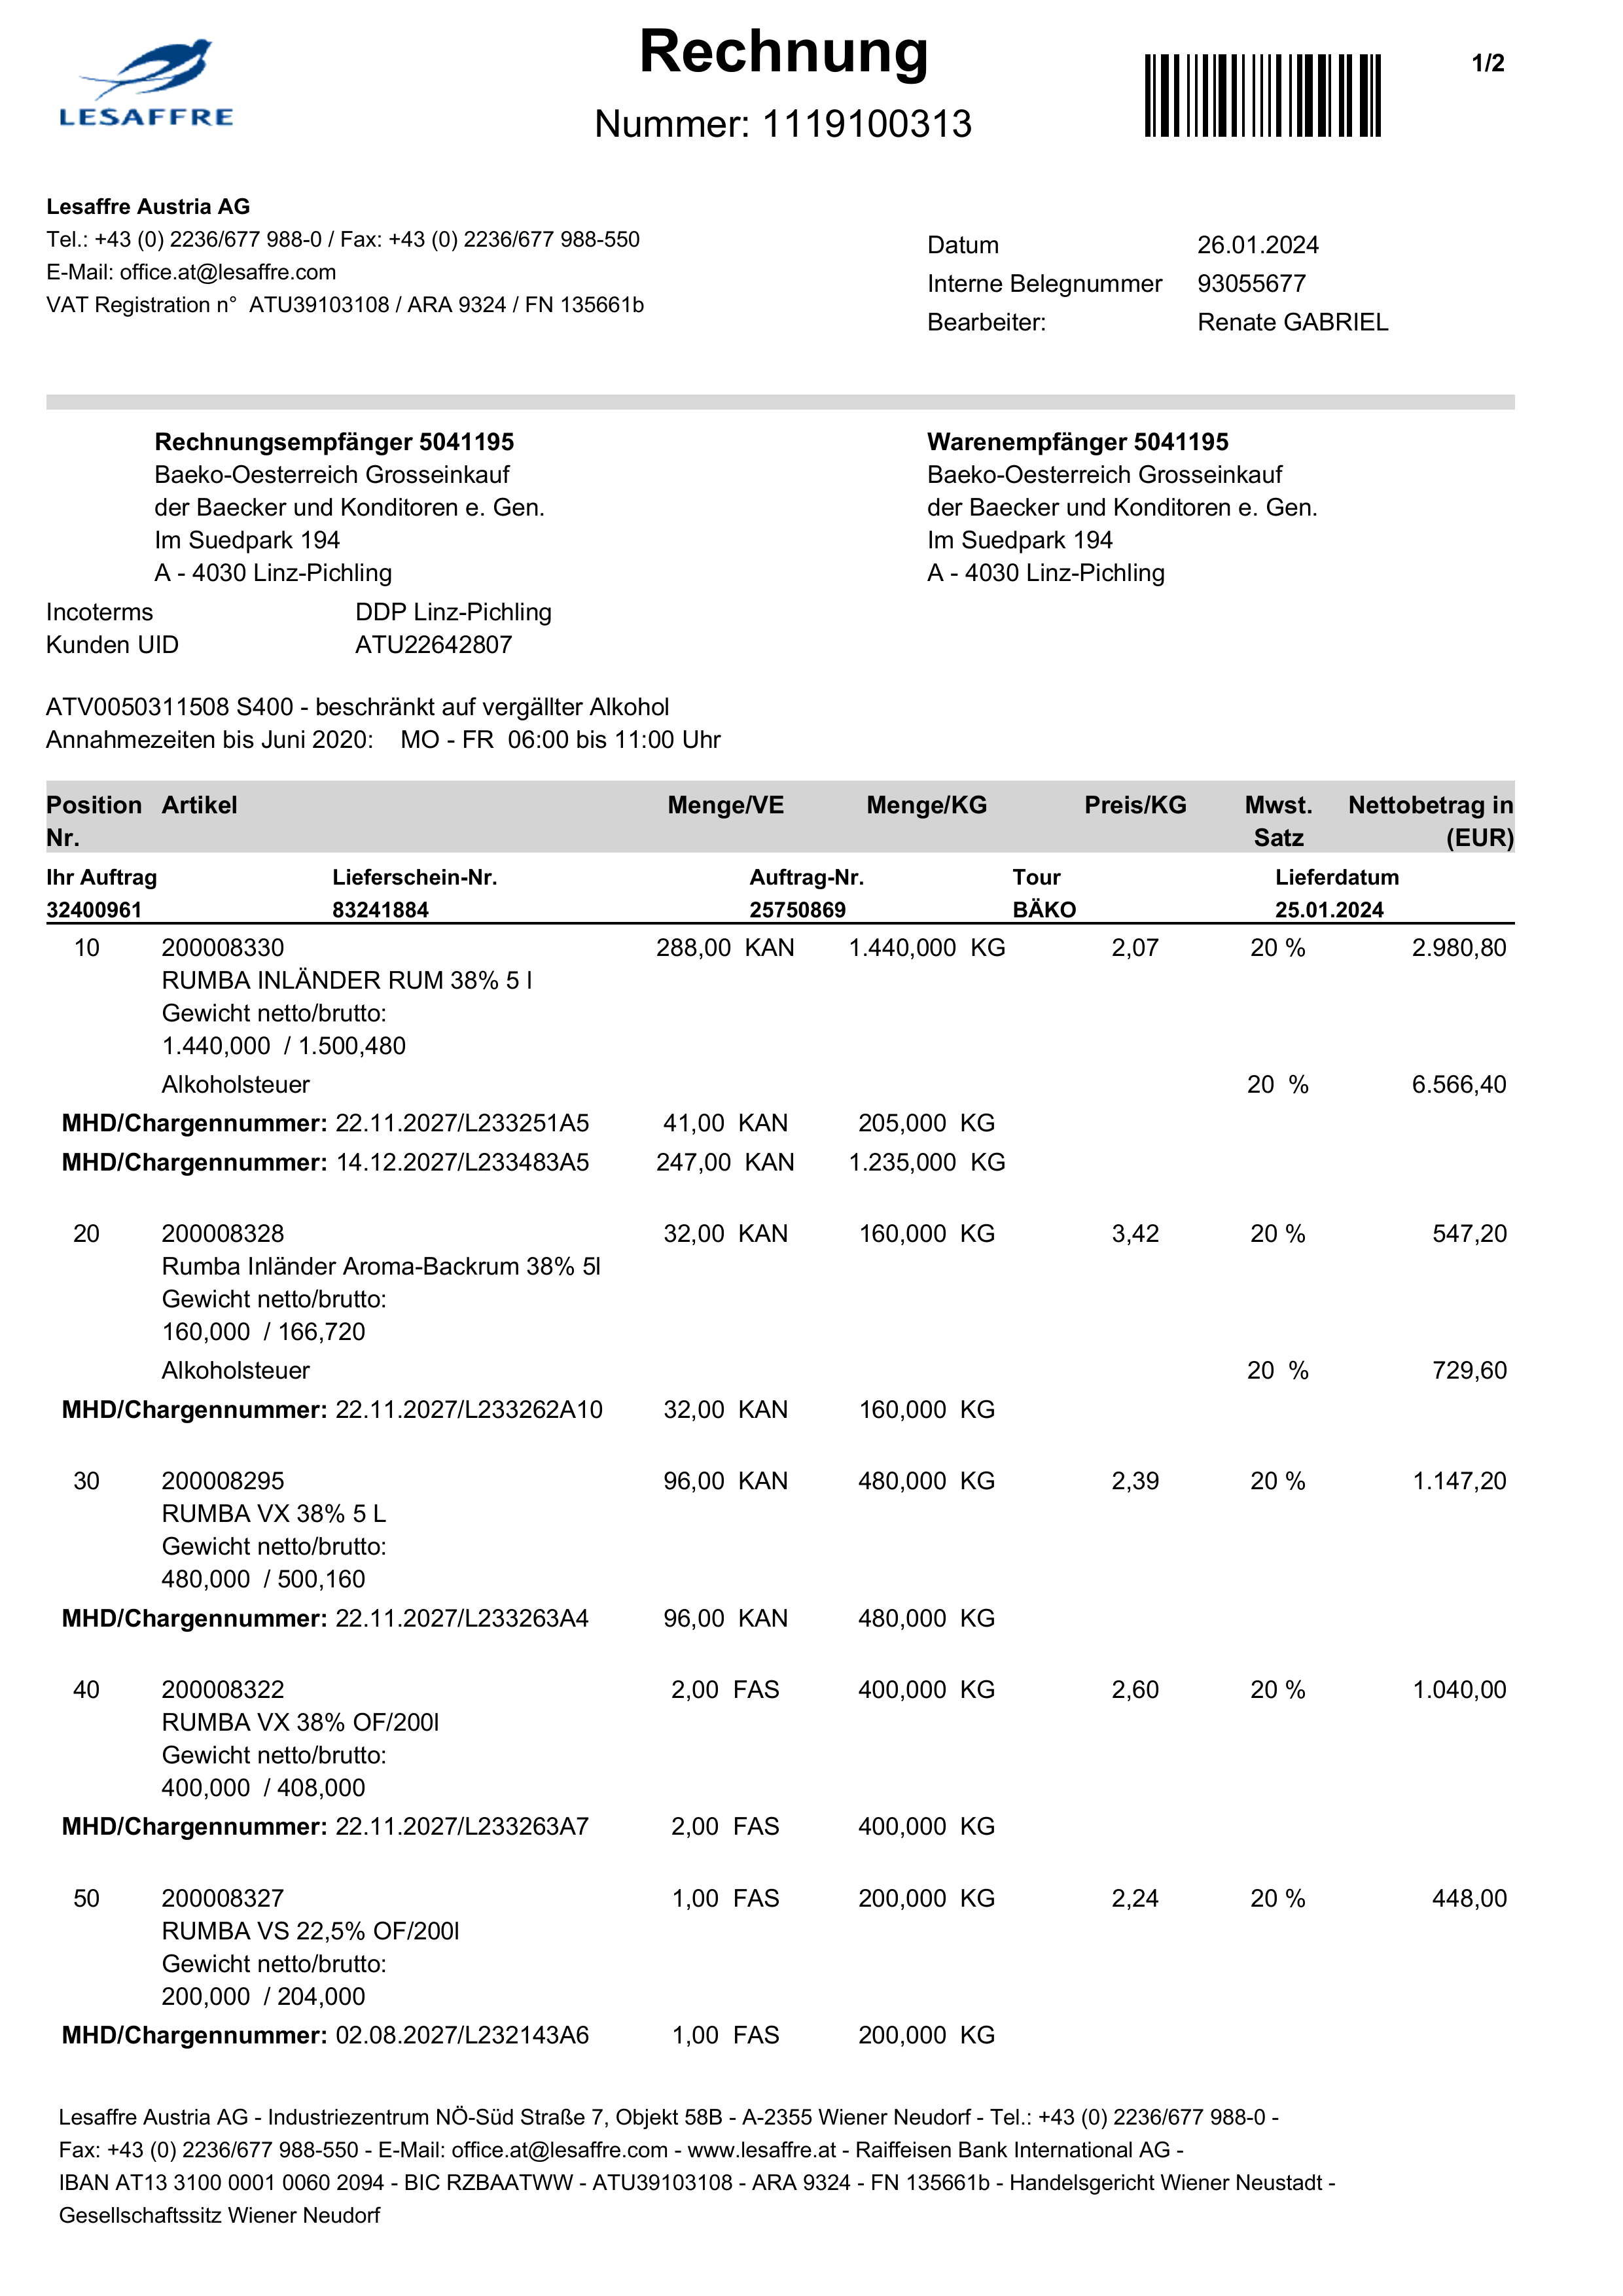 LESAFFRE
Rechnung
Nummer: 1119100313
1/2
Lesaffre Austria AG
Tel.: +43 (0) 2236/677 988-0 / Fax: +43 (0) 2236/677 988-550
E-Mail: office.at@lesaffre.com
VAT Registration n° ATU39103108 / ARA 9324 / FN 135661b
Datum 26.01.2024
Interne Belegnummer 93055677
Bearbeiter: Renate GABRIEL
Rechnungsempfänger 5041195
Baeko-Oesterreich Grosseinkauf
der Baecker und Konditoren e. Gen.
Im Suedpark 194
A - 4030 Linz-Pichling
Warenempfänger 5041195
Baeko-Oesterreich Grosseinkauf
der Baecker und Konditoren e. Gen.
Im Suedpark 194
A - 4030 Linz-Pichling
Incoterms DDP Linz-Pichling
Kunden UID ATU22642807
ATV0050311508 S400 - beschränkt auf vergällter Alkohol
Annahmezeiten bis Juni 2020: MO - FR 06:00 bis 11:00 Uhr
Position Artikel Menge/VE Menge/KG Preis/KG Mwst. Nettobetrag in
Nr. Satz (EUR)
Ihr Auftrag Lieferschein-Nr. Auftrag-Nr. Tour Lieferdatum
32400961 83241884 25750869 BÄKO 25.01.2024
10 200008330 288,00 KAN 1.440,000 KG 2,07 20 % 2.980,80
RUMBA INLÄNDER RUM 38% 5 l
Gewicht netto/brutto:
1.440,000 / 1.500,480
Alkoholsteuer 20 % 6.566,40
MHD/Chargennummer: 22.11.2027/L233251A5 41,00 KAN 205,000 KG
MHD/Chargennummer: 14.12.2027/L233483A5 247,00 KAN 1.235,000 KG
20 200008328 32,00 KAN 160,000 KG 3,42 20 % 547,20
Rumba Inländer Aroma-Backrum 38% 5l
Gewicht netto/brutto:
160,000 / 166,720
Alkoholsteuer 20 % 729,60
MHD/Chargennummer: 22.11.2027/L233262A10 32,00 KAN 160,000 KG
30 200008295 96,00 KAN 480,000 KG 2,39 20 % 1.147,20
RUMBA VX 38% 5 L
Gewicht netto/brutto:
480,000 / 500,160
MHD/Chargennummer: 22.11.2027/L233263A4 96,00 KAN 480,000 KG
40 200008322 2,00 FAS 400,000 KG 2,60 20 % 1.040,00
RUMBA VX 38% OF/200l
Gewicht netto/brutto:
400,000 / 408,000
MHD/Chargennummer: 22.11.2027/L233263A7 2,00 FAS 400,000 KG
50 200008327 1,00 FAS 200,000 KG 2,24 20 % 448,00
RUMBA VS 22,5% OF/200l
Gewicht netto/brutto:
200,000 / 204,000
MHD/Chargennummer: 02.08.2027/L232143A6 1,00 FAS 200,000 KG
Lesaffre Austria AG - Industriezentrum NÖ-Süd Straße 7, Objekt 58B - A-2355 Wiener Neudorf - Tel.: +43 (0) 2236/677 988-0 -
Fax: +43 (0) 2236/677 988-550 - E-Mail: office.at@lesaffre.com - www.lesaffre.at - Raiffeisen Bank International AG -
IBAN AT13 3100 0001 0060 2094 - BIC RZBAATWW - ATU39103108 - ARA 9324 - FN 135661b - Handelsgericht Wiener Neustadt -
Gesellschaftssitz Wiener Neudorf